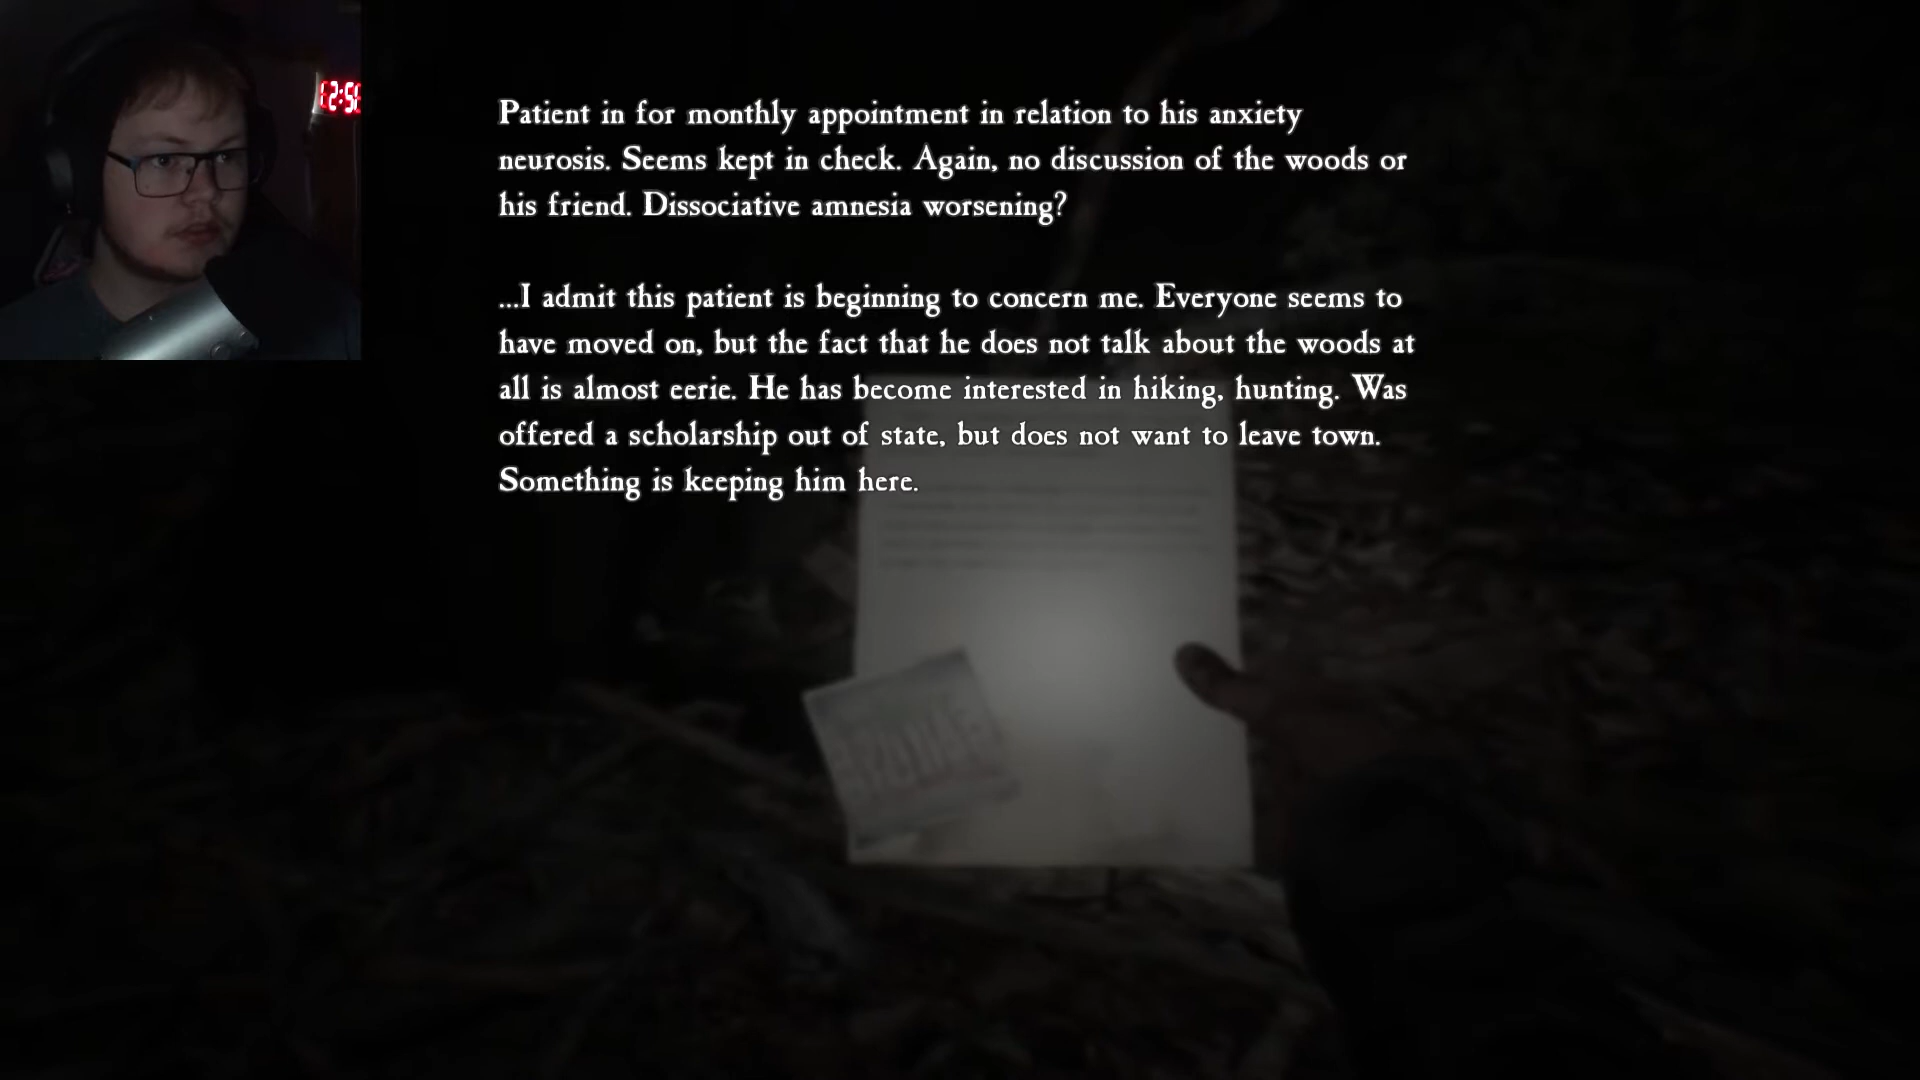 12:5
Patient in for monthly appointment in relation to his anxiety
neurosis. Seems kept in check. Again, no discussion of the woods or
his friend. Dissociative amnesia worsening?
...I admit this patient is beginning to concern me. Everyone seems to
have moved on, but the fact that he does not talk about the woods at
all is almost eerie. He has become interested in hiking, hunting. Was
offered a scholarship out of state, but does not want to leave town.
Something is keeping him here.